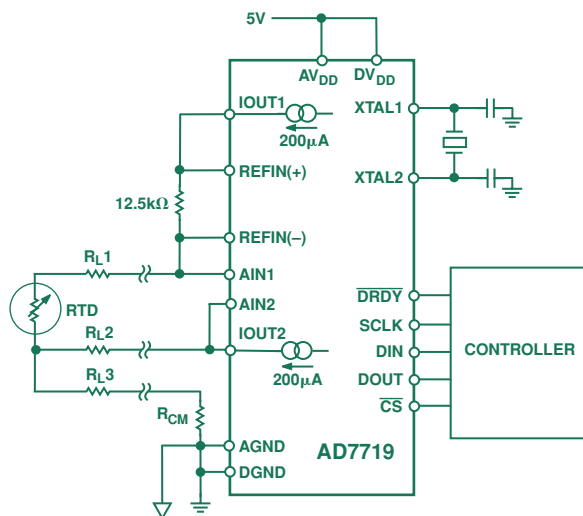 5V
AVDD
DVDD
IOUT1
200µA
XTAL1
REFIN(+)
12.5kΩ
XTAL2
REFIN(–)
RL1
AIN1
AIN2
RTD
RL2
IOUT2
200µA
RL3
RCM
DRDY
SCLK
DIN
DOUT
CS
CONTROLLER
AGND
DGND
AD7719